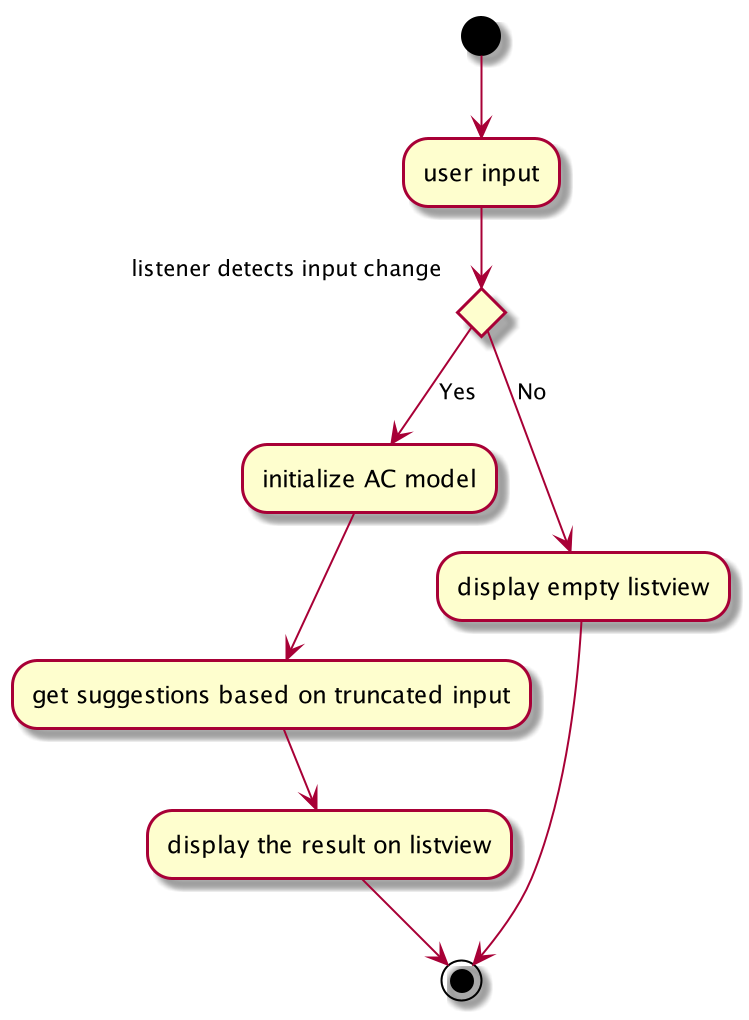 user input
listener detects input change
Yes
No
initialize AC model
display empty listview
get suggestions based on truncated input
display the result on listview